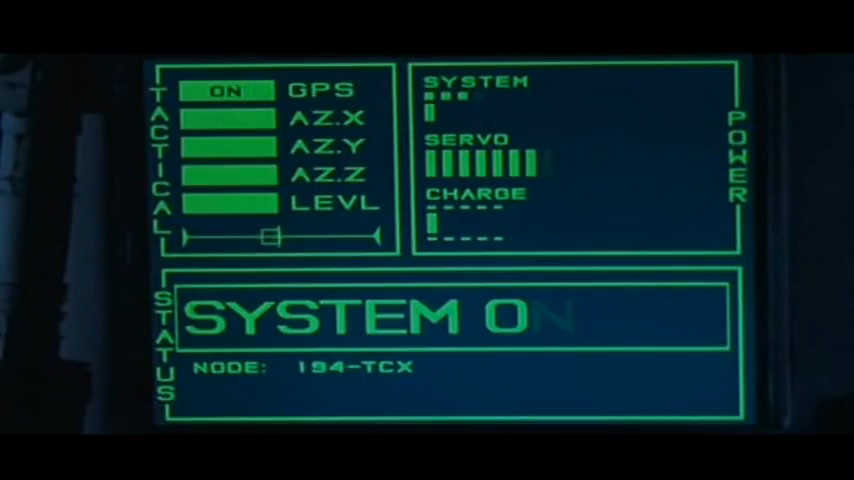 TACTICAL
ON GPS
AZ.X
AZ.Y
AZ.Z
LEVL
SYSTEM
SERVO
CHARGE
POWER
STATUS
SYSTEM ON
NODE: 194-TCX